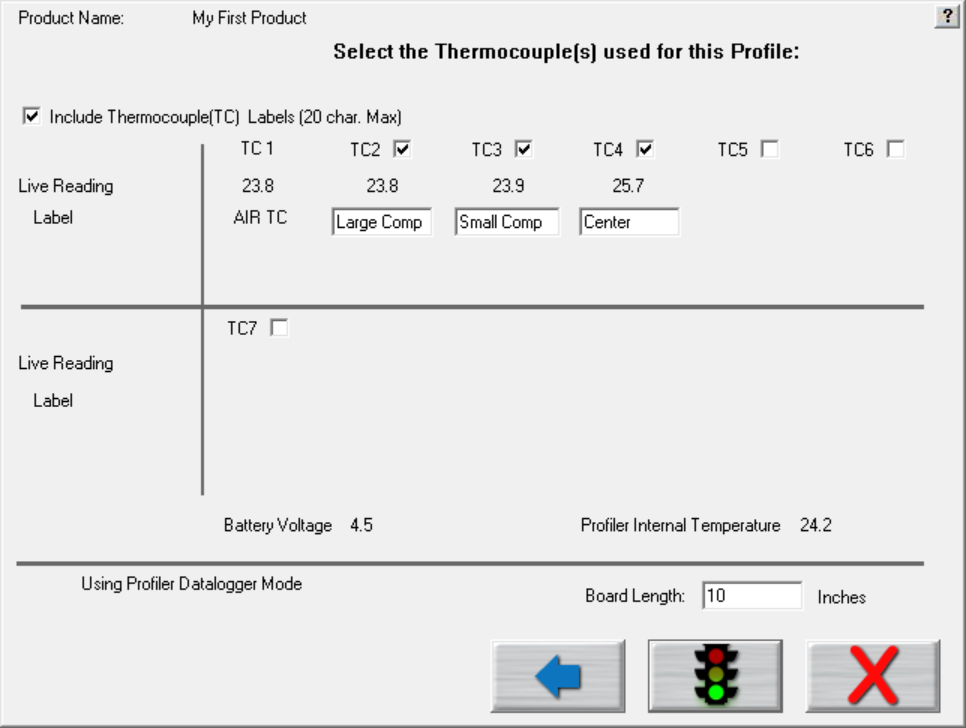 Product Name: My First Product ?
Select the Thermocouple(s) used for this Profile:
Include Thermocouple(TC) Labels (20 char. Max)
TC 1 TC2 TC3 TC4 TC5 TC6
Live Reading 23.8 23.8 23.9 25.7
Label AIR TC Large Comp Small Comp Center
TC7
Live Reading
Label
Battery Voltage 4.5 Profiler Internal Temperature 24.2
Using Profiler Datalogger Mode
Board Length: 10 Inches